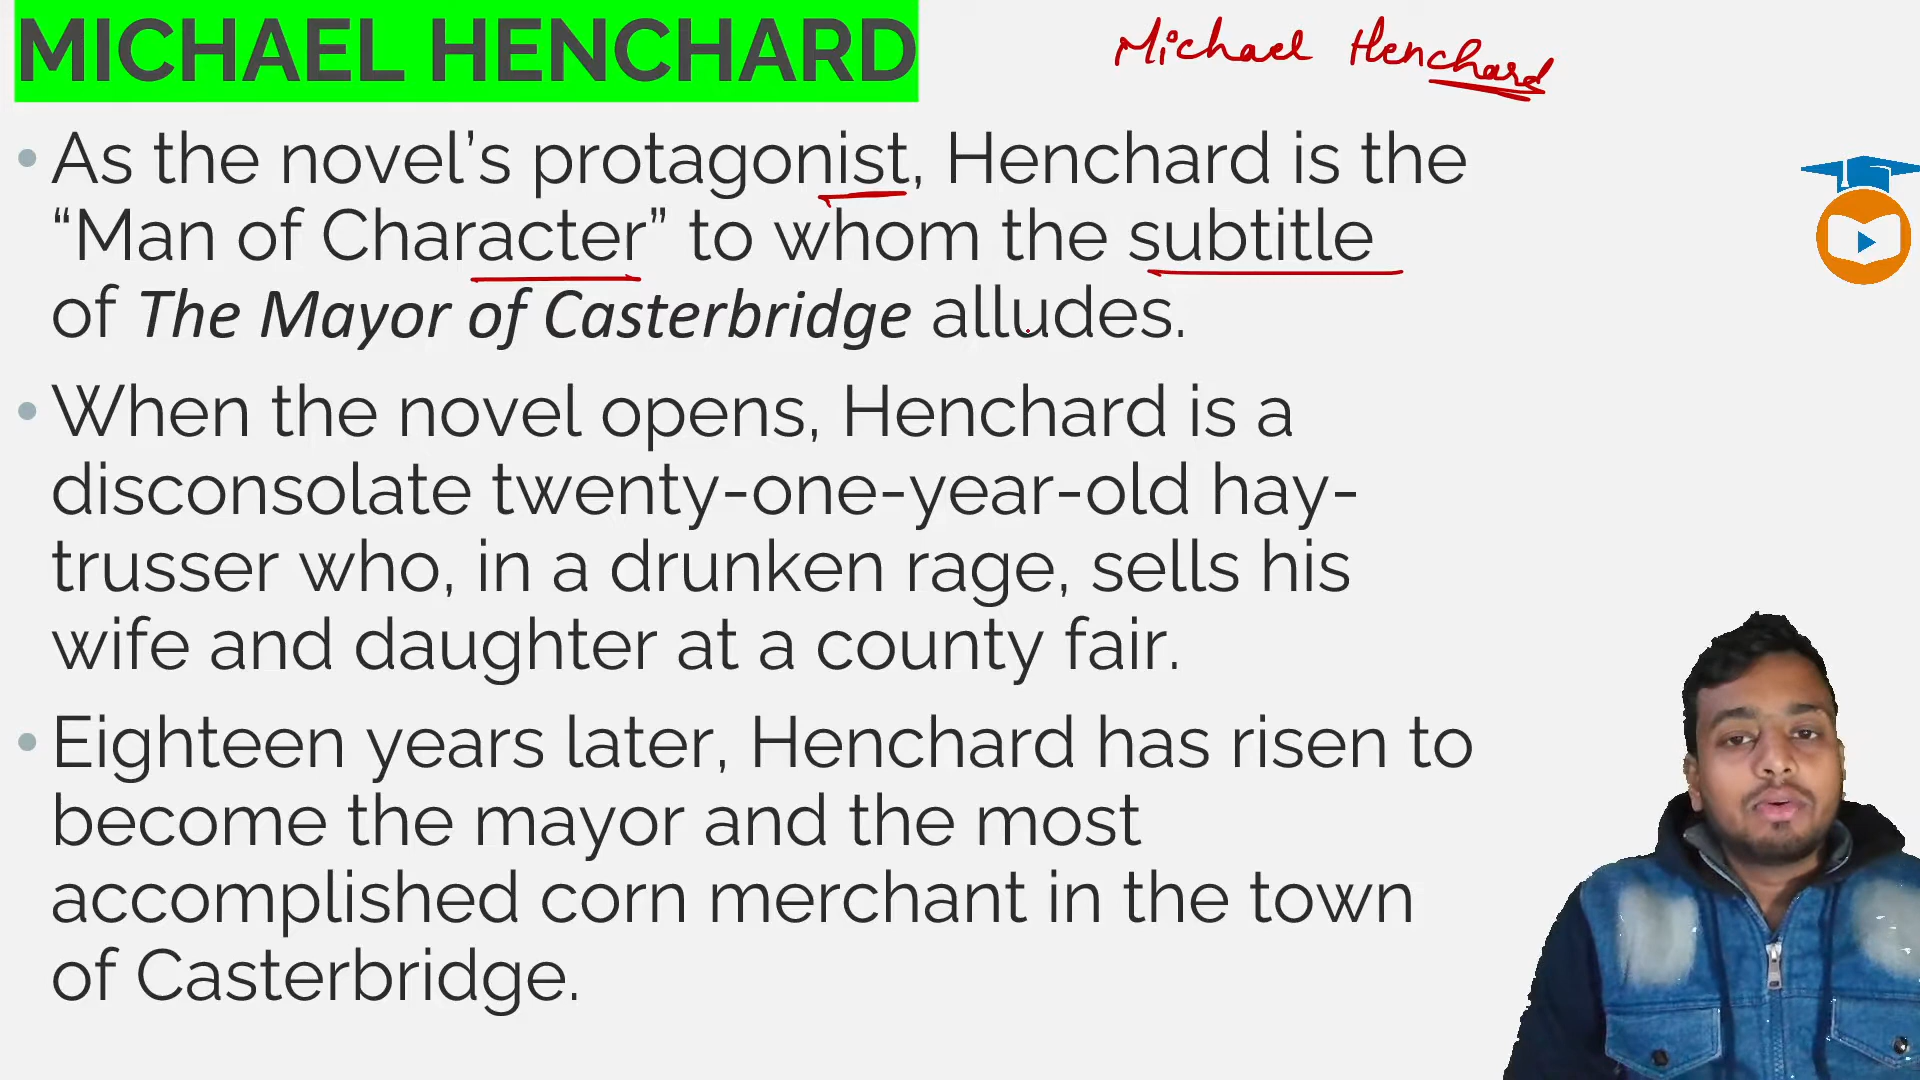 MICHAEL HENCHARD
Michael Henchard
• As the novel’s protagonist, Henchard is the
“Man of Character” to whom the subtitle
of The Mayor of Casterbridge alludes.
• When the novel opens, Henchard is a
disconsolate twenty-one-year-old hay-
trusser who, in a drunken rage, sells his
wife and daughter at a county fair.
• Eighteen years later, Henchard has risen to
become the mayor and the most
accomplished corn merchant in the town
of Casterbridge.